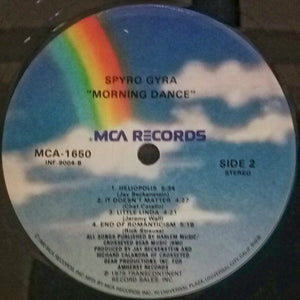 SPYRO GYRA
"MORNING DANCE"
MCA RECORDS
MCA-1650
INF-9004-B
SIDE 2
STEREO
1. HELIOPOLIS 5:54
(Jay Beckenstein)
2. IT DOESN'T MATTER 4:27
(Chet Catallo)
3. LITTLE LINDA 4:21
(Jeremy Wall)
4. END OF ROMANTICISM
(Rick Strauss)
ALL SONGS PUBLISHED BY HARLEM MUSIC/
CROSSEYED BEAR MUSIC (BMI)
PRODUCED BY JAY BECKENSTEIN AND
RICHARD CALANDRA OF CROSSEYED
BEAR PRODUCTIONS, INC. FOR
AMHERST RECORDS
℗ 1979 TRANSCONTINENT
RECORD SALES, INC.